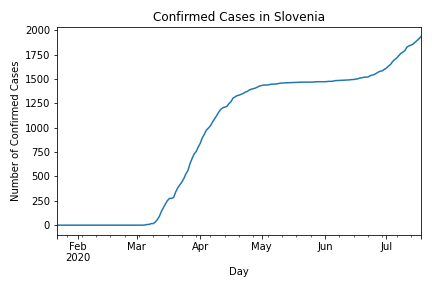 Confirmed Cases in Slovenia
Number of Confirmed Cases
2000
1750
1500
1250
1000
750
500
250
0
Feb
2020
Mar
Apr
May
Jun
Jul
Day